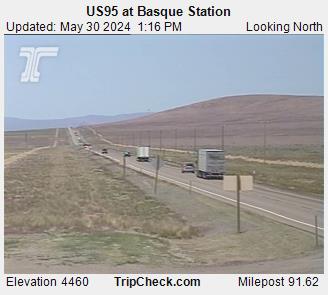 US95 at Basque Station
Updated: May 30 2024 1:16 PM Looking North
Elevation 4460 TripCheck.com Milepost 91.62